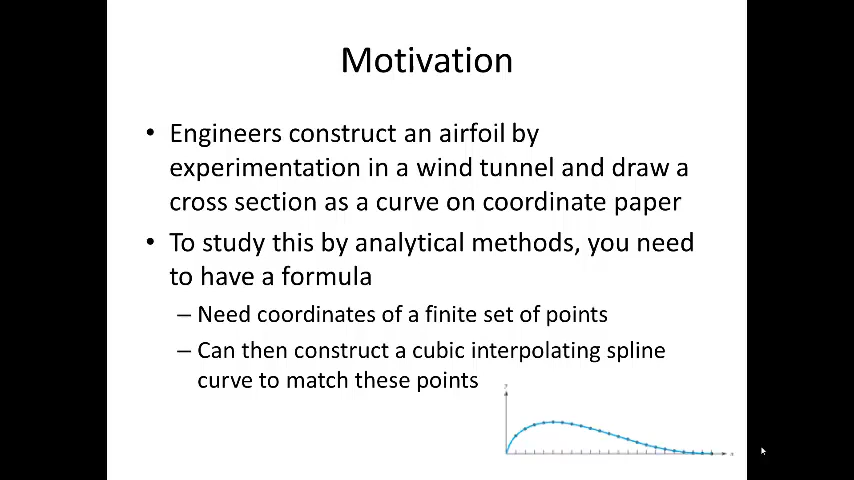 Motivation
• Engineers construct an airfoil by
experimentation in a wind tunnel and draw a
cross section as a curve on coordinate paper
• To study this by analytical methods, you need
to have a formula
– Need coordinates of a finite set of points
– Can then construct a cubic interpolating spline
curve to match these points
y
x